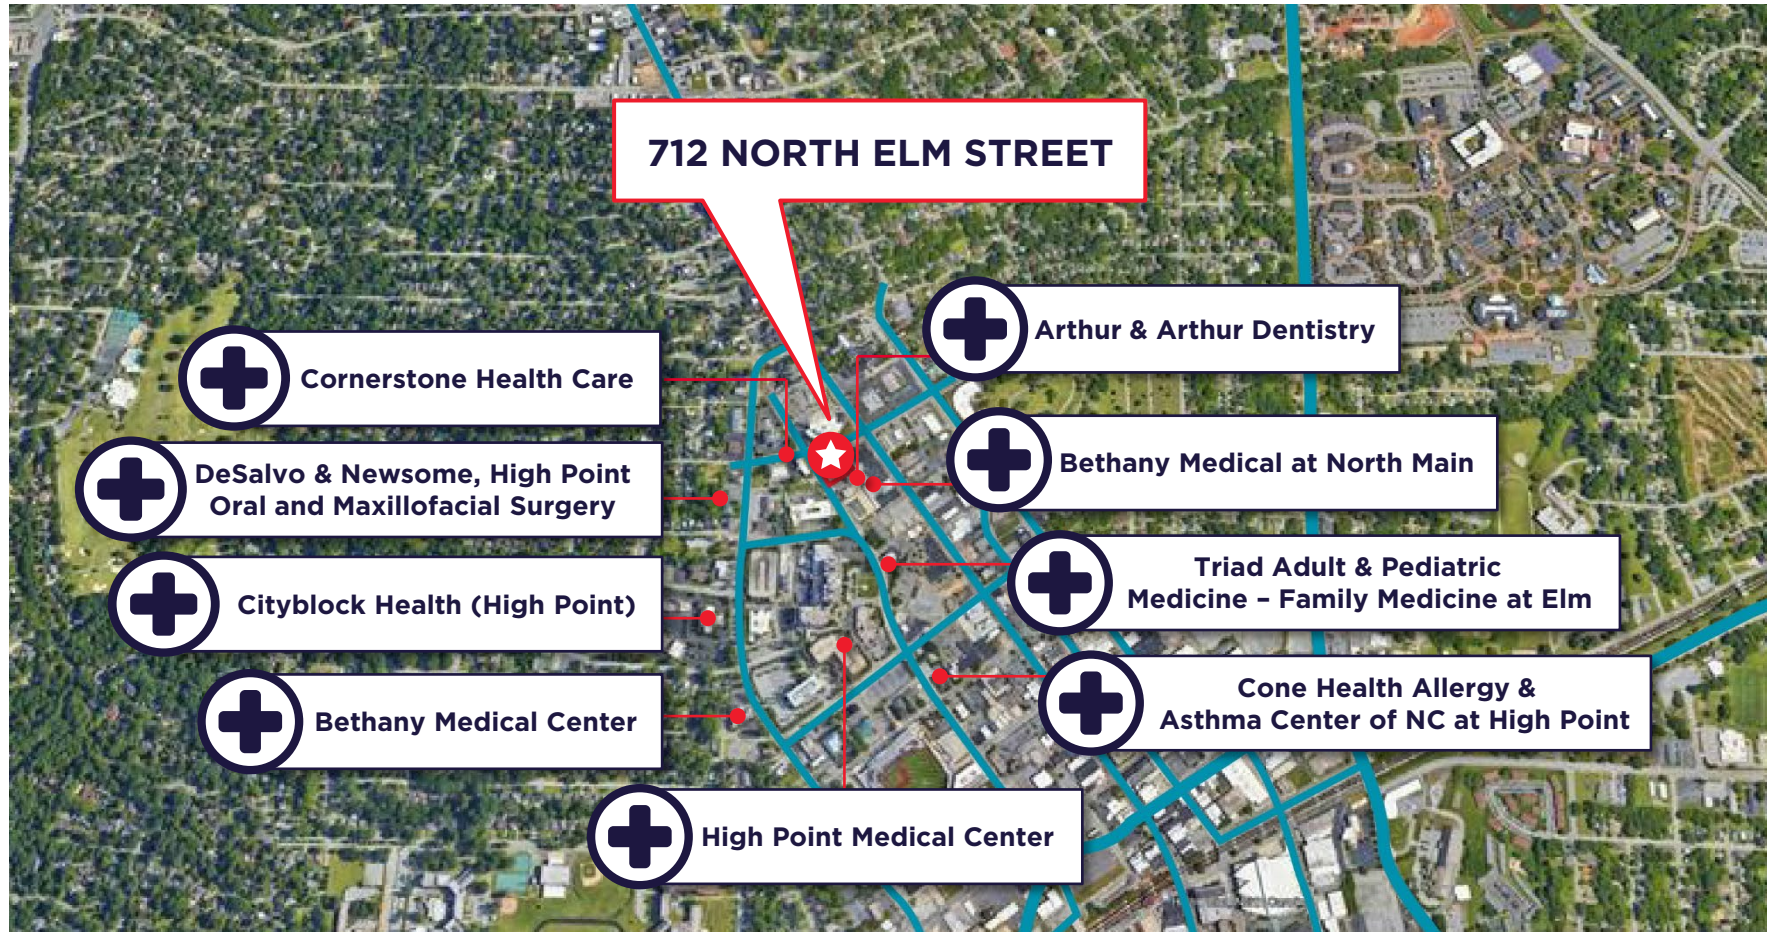 712 NORTH ELM STREET
Arthur & Arthur Dentistry
Cornerstone Health Care
Bethany Medical at North Main
DeSalvo & Newsome, High Point
Oral and Maxillofacial Surgery
Triad Adult & Pediatric
Medicine – Family Medicine at Elm
Cityblock Health (High Point)
Cone Health Allergy &
Asthma Center of NC at High Point
Bethany Medical Center
High Point Medical Center